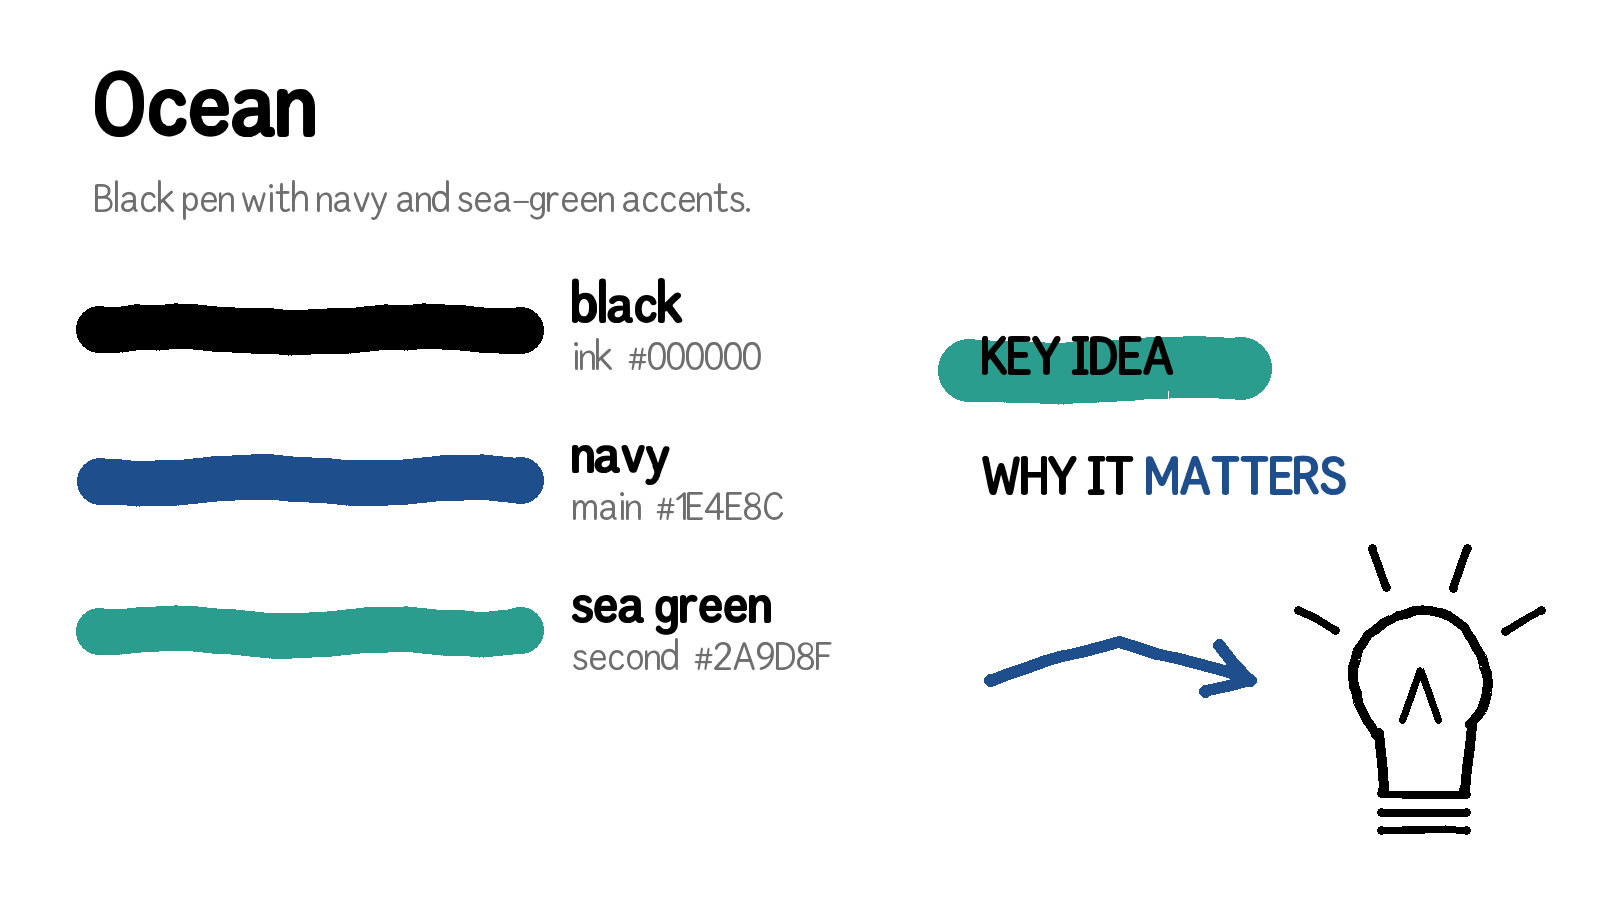 Ocean
Black pen with navy and sea-green accents.
black
ink #000000
navy
main #1E4E8C
sea green
second #2A9D8F
KEY IDEA
WHY IT MATTERS